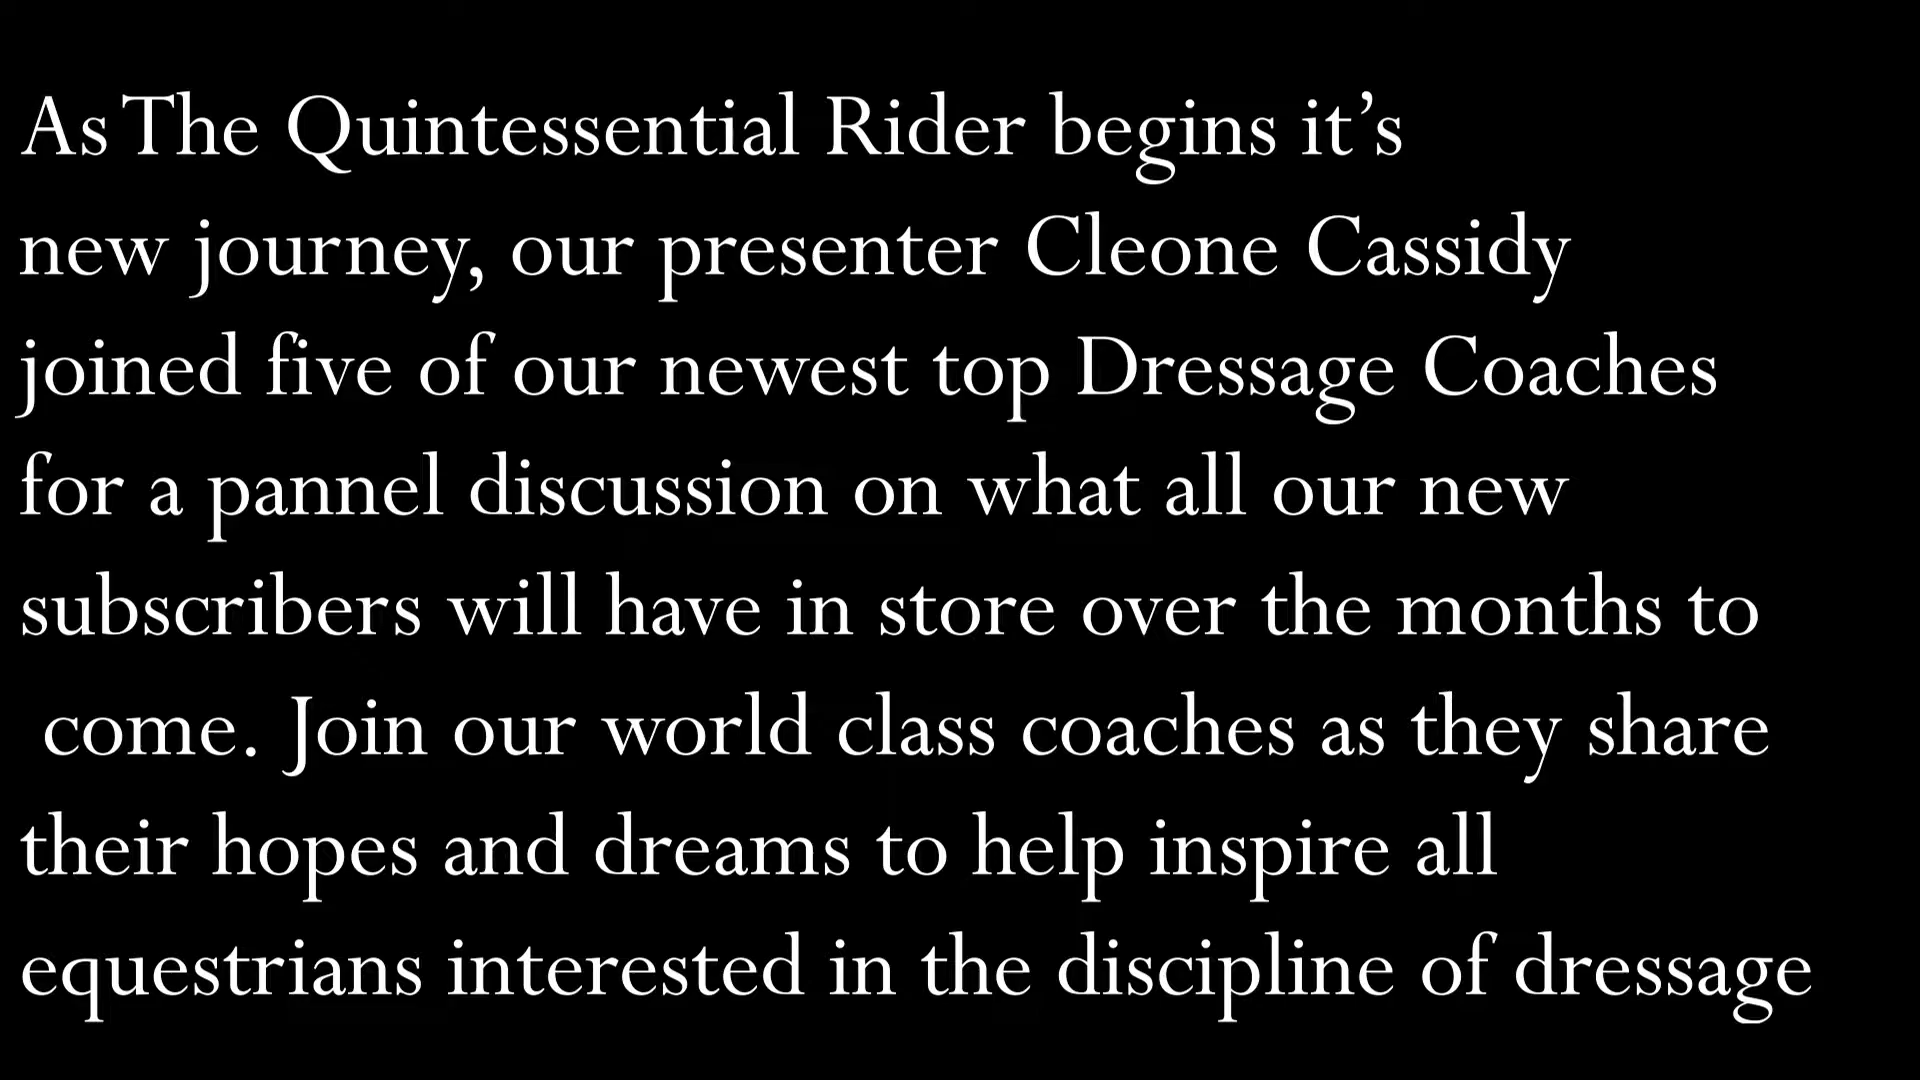 As The Quintessential Rider begins it’s
new journey, our presenter Cleone Cassidy
joined five of our newest top Dressage Coaches
for a pannel discussion on what all our new
subscribers will have in store over the months to
come. Join our world class coaches as they share
their hopes and dreams to help inspire all
equestrians interested in the discipline of dressage